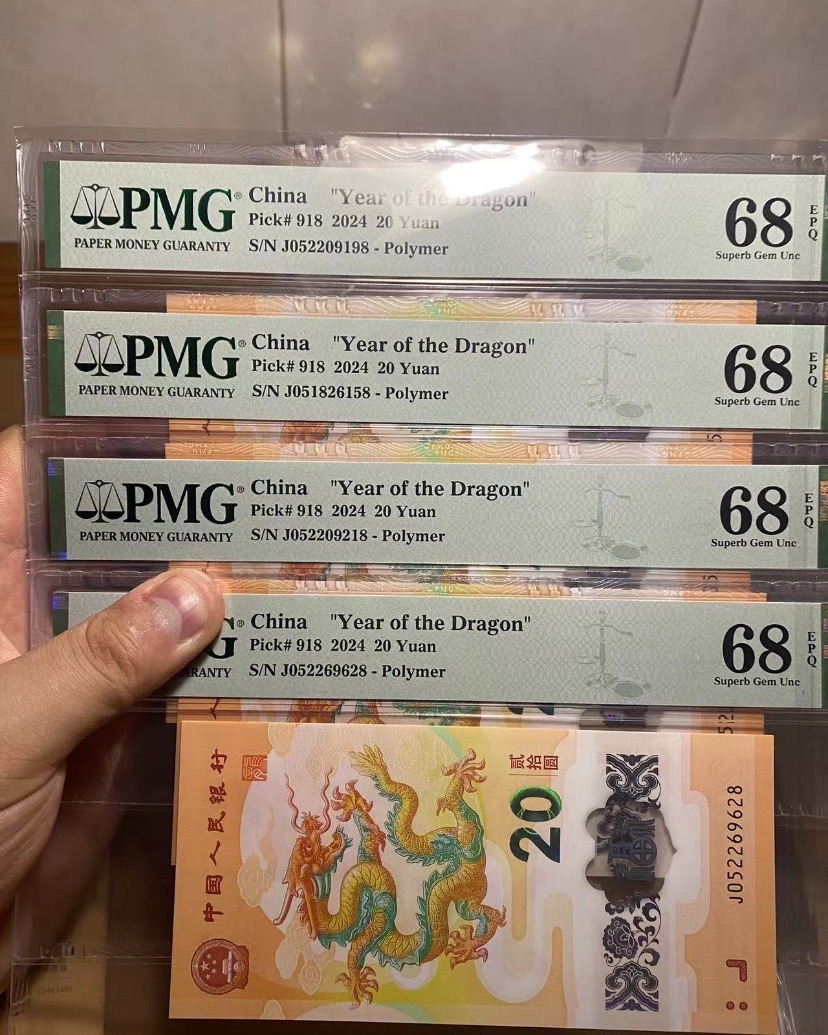 PMG® China "Year of the Dragon"
Pick# 918 2024 20 Yuan
PAPER MONEY GUARANTY S/N J052209198 - Polymer
68 EPQ
Superb Gem Unc
PMG® China "Year of the Dragon"
Pick# 918 2024 20 Yuan
PAPER MONEY GUARANTY S/N J051826158 - Polymer
68 EPQ
Superb Gem Unc
PMG® China "Year of the Dragon"
Pick# 918 2024 20 Yuan
PAPER MONEY GUARANTY S/N J052209218 - Polymer
68 EPQ
Superb Gem Unc
G® China "Year of the Dragon"
Pick# 918 2024 20 Yuan
RANTY S/N J052269628 - Polymer
68 EPQ
Superb Gem Unc
中国人民银行
贰拾圆
20
J052269628